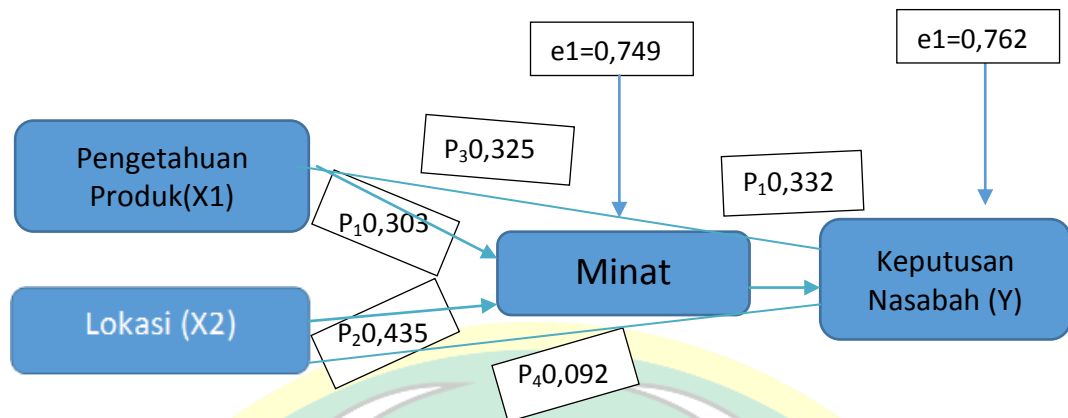 e1=0,749
e1=0,762
Pengetahuan
Produk(X1)
P₃0,325
P₁0,332
P₁0,303
Minat
Keputusan
Nasabah (Y)
Lokasi (X2)
P₂0,435
P₄0,092